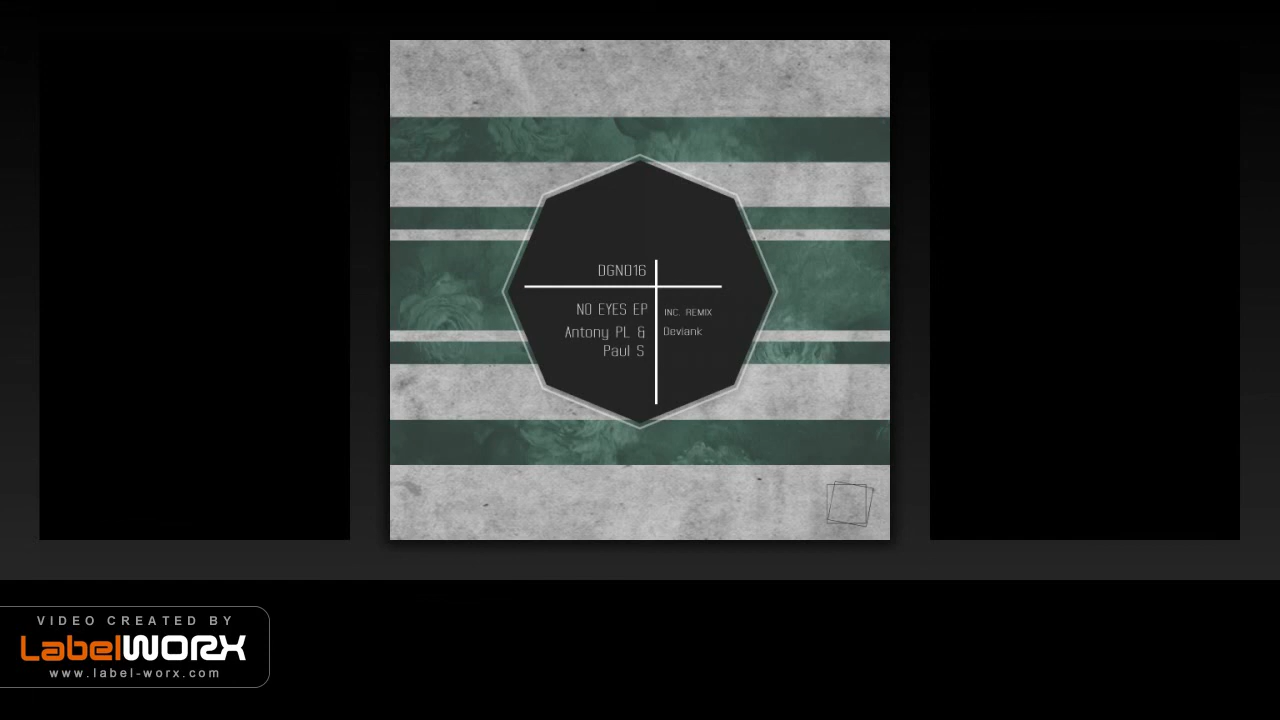 DGN016
NO EYES EP
Antony PL &
Paul S
INC. REMIX
Deviank
VIDEO CREATED BY
LabelWORX
www.label-worx.com